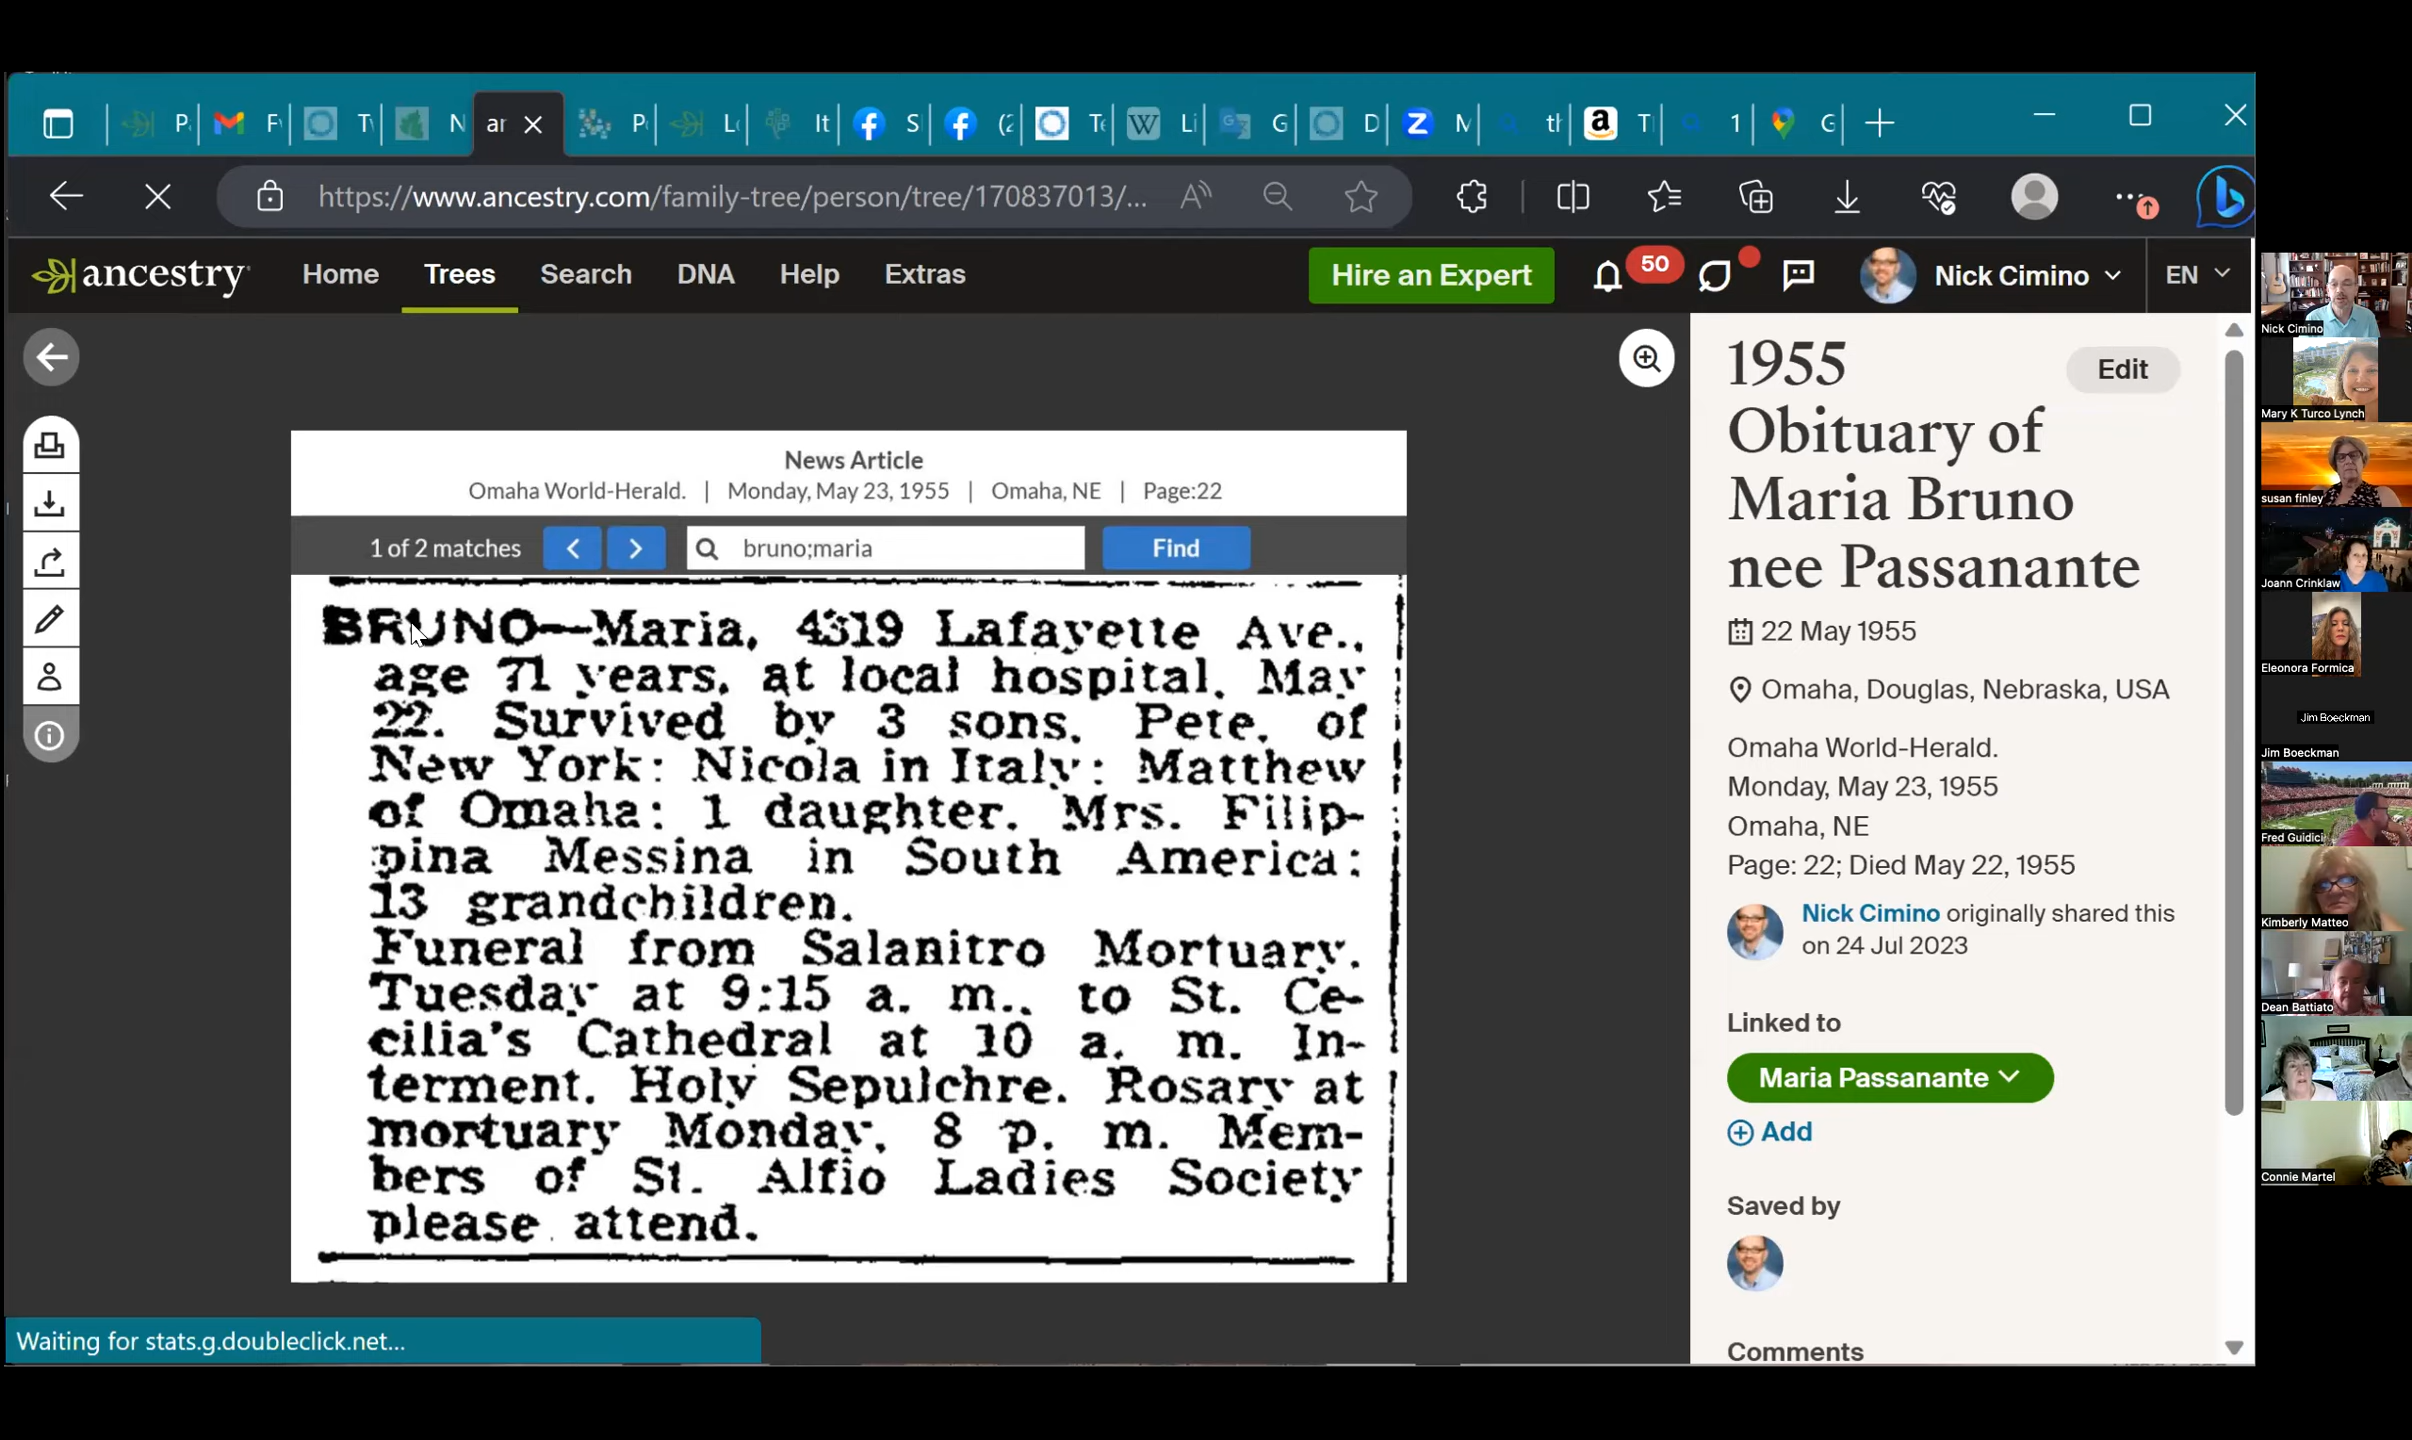 P
F
T
N
ar
P
L
It
S
(2
Te
Li
G
D
M
th
T
1
G
https://www.ancestry.com/family-tree/person/tree/170837013/...
ancestry
Home
Trees
Search
DNA
Help
Extras
Hire an Expert
50
Nick Cimino
EN
News Article
Omaha World-Herald. | Monday, May 23, 1955 | Omaha, NE | Page:22
1 of 2 matches
bruno;maria
Find
BRUNO—Maria, 4319 Lafayette Ave.,
age 71 years, at local hospital. May
22. Survived by 3 sons, Pete, of
New York; Nicola in Italy; Matthew
of Omaha; 1 daughter, Mrs. Filip-
pina Messina in South America;
13 grandchildren.
Funeral from Salanitro Mortuary,
Tuesday at 9:15 a. m., to St. Ce-
cilia's Cathedral at 10 a. m. In-
terment, Holy Sepulchre. Rosary at
mortuary Monday, 8 p. m. Mem-
bers of St. Alfio Ladies Society
please attend.
1955
Obituary of
Maria Bruno
nee Passanante
Edit
22 May 1955
Omaha, Douglas, Nebraska, USA
Omaha World-Herald.
Monday, May 23, 1955
Omaha, NE
Page: 22; Died May 22, 1955
Nick Cimino originally shared this
on 24 Jul 2023
Linked to
Maria Passanante
Add
Saved by
Comments
Waiting for stats.g.doubleclick.net...
Nick Cimino
Mary K Turco Lynch
susan finley
Joann Crinklaw
Eleonora Formica
Jim Boeckman
Jim Boeckman
Fred Guidici
Kimberly Matteo
Dean Battiato
Connie Martel